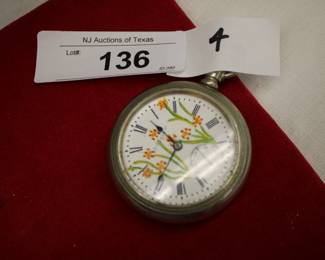 NJ Auctions of Texas
Lot#:
136
4